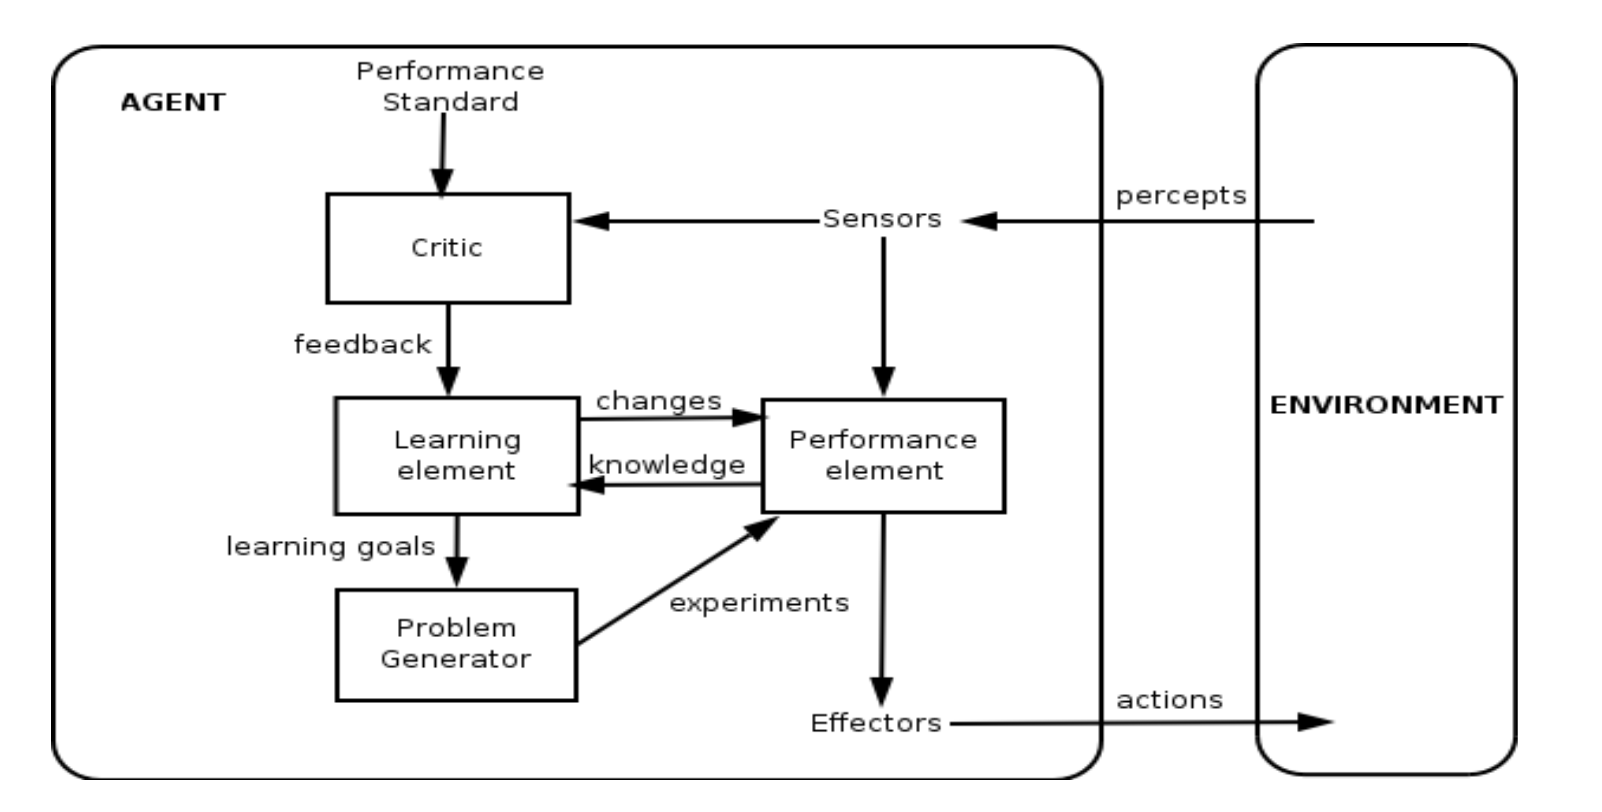 Performance
Standard
AGENT
percepts
Sensors
Critic
feedback
changes
ENVIRONMENT
Learning
element
Performance
element
knowledge
learning goals
experiments
Problem
Generator
actions
Effectors